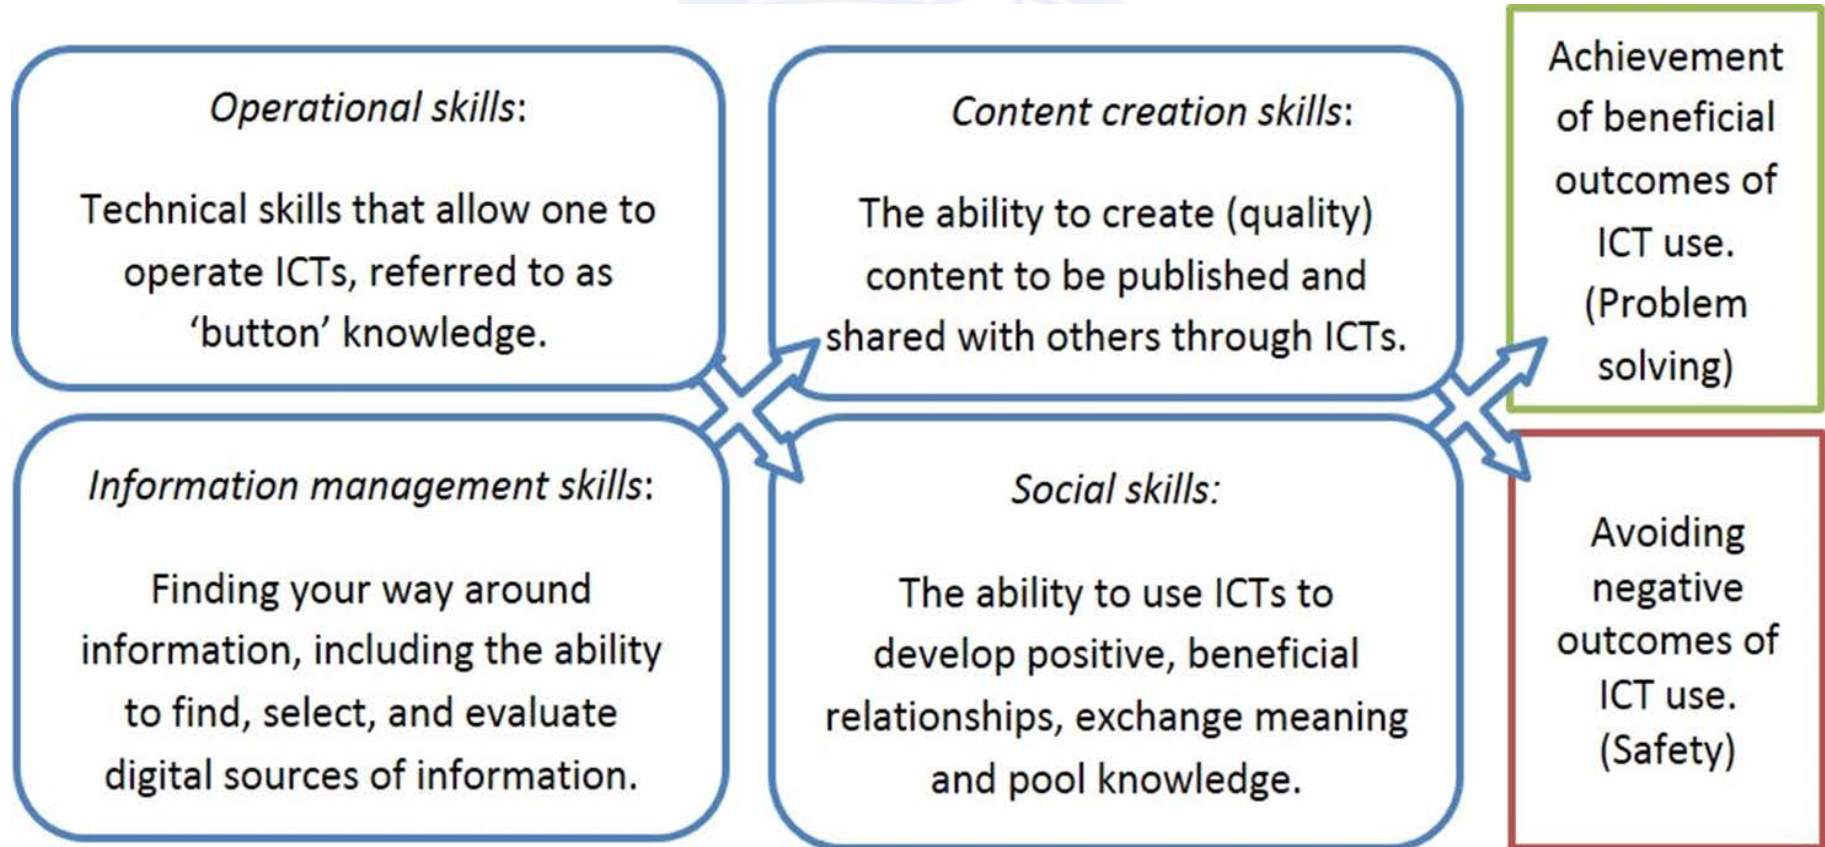 Operational skills:
Technical skills that allow one to
operate ICTs, referred to as
‘button’ knowledge.
Information management skills:
Finding your way around
information, including the ability
to find, select, and evaluate
digital sources of information.
Content creation skills:
The ability to create (quality)
content to be published and
shared with others through ICTs.
Social skills:
The ability to use ICTs to
develop positive, beneficial
relationships, exchange meaning
and pool knowledge.
Achievement
of beneficial
outcomes of
ICT use.
(Problem
solving)
Avoiding
negative
outcomes of
ICT use.
(Safety)